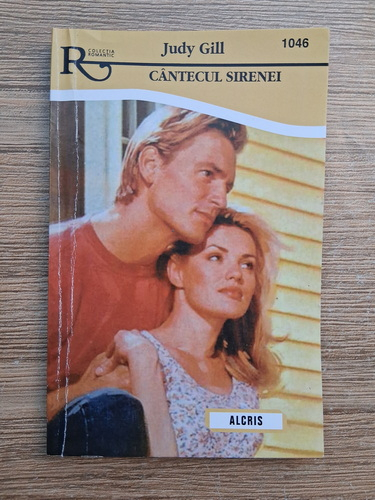 R
COLECȚIA
ROMANTIC
Judy Gill
1046
CÂNTECUL SIRENEI
ALCRIS